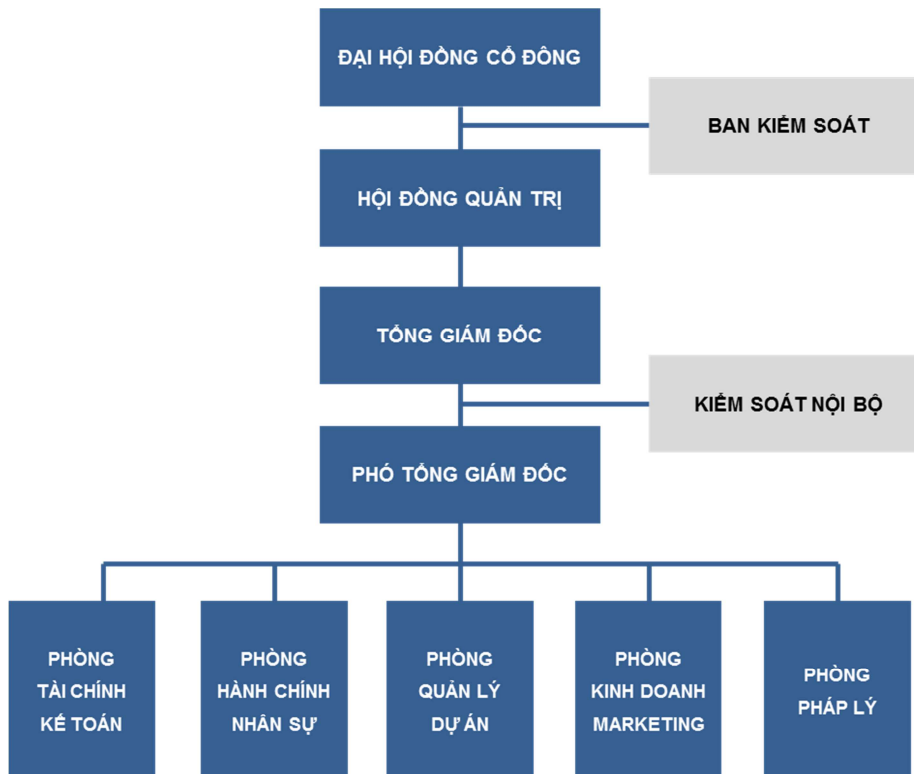 ĐẠI HỘI ĐỒNG CỔ ĐÔNG
BAN KIỂM SOÁT
HỘI ĐỒNG QUẢN TRỊ
TỔNG GIÁM ĐỐC
KIỂM SOÁT NỘI BỘ
PHÓ TỔNG GIÁM ĐỐC
PHÒNG
TÀI CHÍNH
KẾ TOÁN
PHÒNG
HÀNH CHÍNH
NHÂN SỰ
PHÒNG
QUẢN LÝ
DỰ ÁN
PHÒNG
KINH DOANH
MARKETING
PHÒNG
PHÁP LÝ